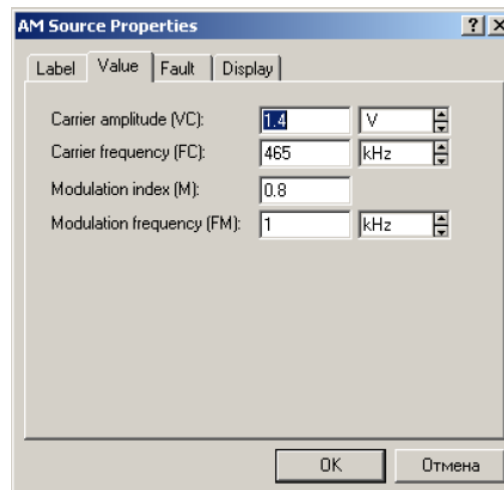 AM Source Properties
Label Value Fault Display
Carrier amplitude (VC): 1.4 V
Carrier frequency (FC): 465 kHz
Modulation index (M): 0.8
Modulation frequency (FM): 1 kHz
OK Отмена